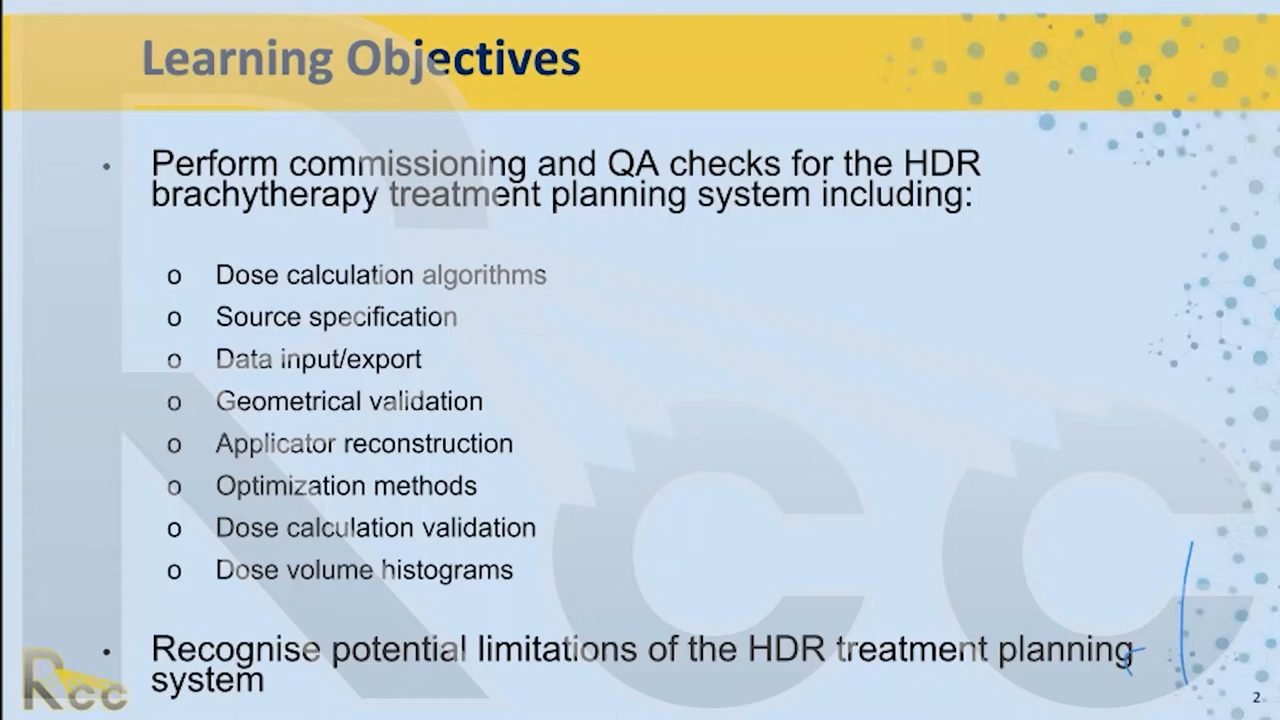 Learning Objectives
• Perform commissioning and QA checks for the HDR
brachytherapy treatment planning system including:
o Dose calculation algorithms
o Source specification
o Data input/export
o Geometrical validation
o Applicator reconstruction
o Optimization methods
o Dose calculation validation
o Dose volume histograms
• Recognise potential limitations of the HDR treatment planning
system
Rcc
Rcc
2